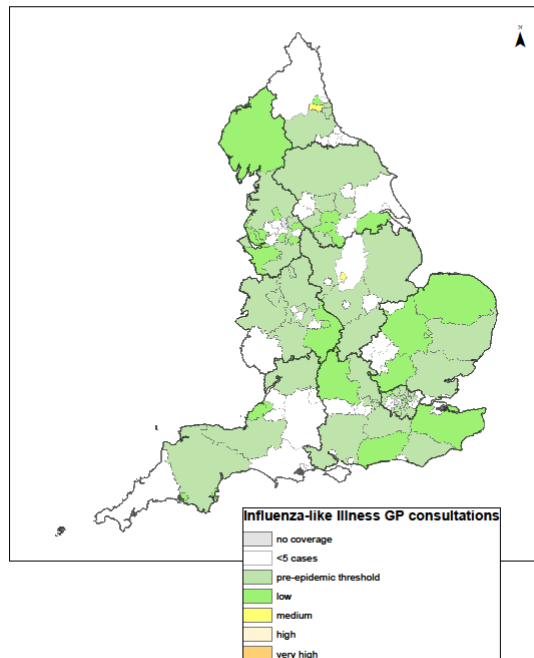 N
Influenza-like Illness GP consultations
no coverage
<5 cases
pre-epidemic threshold
low
medium
high
very high